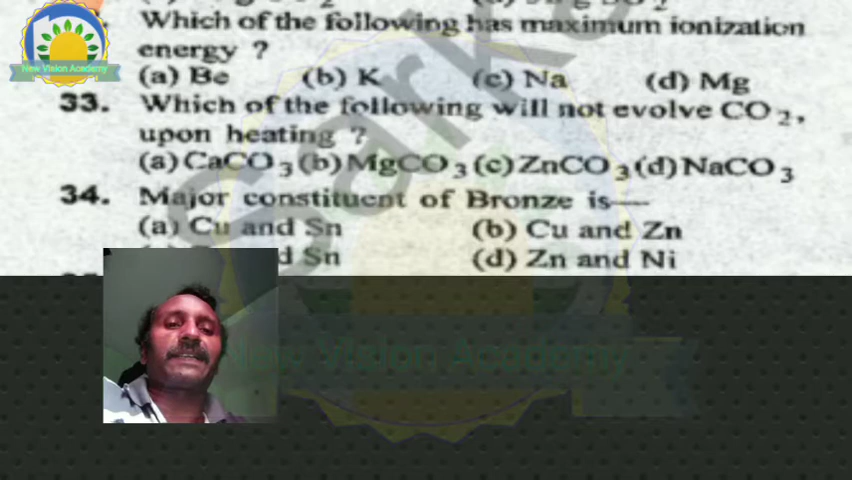 Which of the following has maximum ionization
energy ?
(a) Be (b) K (c) Na (d) Mg
33. Which of the following will not evolve CO2,
upon heating ?
(a) CaCO3 (b) MgCO3 (c) ZnCO3 (d) NaCO3
34. Major constituent of Bronze is—
(a) Cu and Sn (b) Cu and Zn
d Sn (d) Zn and Ni
New Vision Academy
New Vision Academy